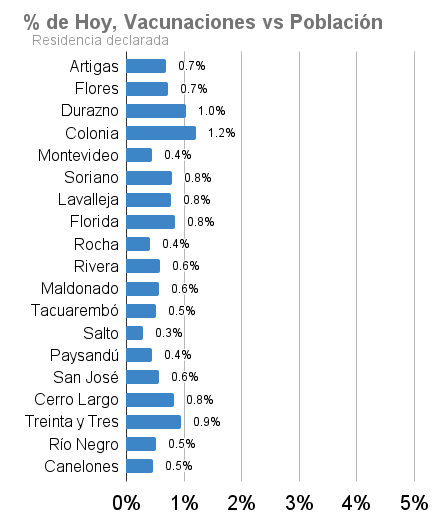 % de Hoy, Vacunaciones vs Población
Residencia declarada
Artigas 0.7%
Flores 0.7%
Durazno 1.0%
Colonia 1.2%
Montevideo 0.4%
Soriano 0.8%
Lavalleja 0.8%
Florida 0.8%
Rocha 0.4%
Rivera 0.6%
Maldonado 0.6%
Tacuarembó 0.5%
Salto 0.3%
Paysandú 0.4%
San José 0.6%
Cerro Largo 0.8%
Treinta y Tres 0.9%
Río Negro 0.5%
Canelones 0.5%
0% 1% 2% 3% 4% 5%